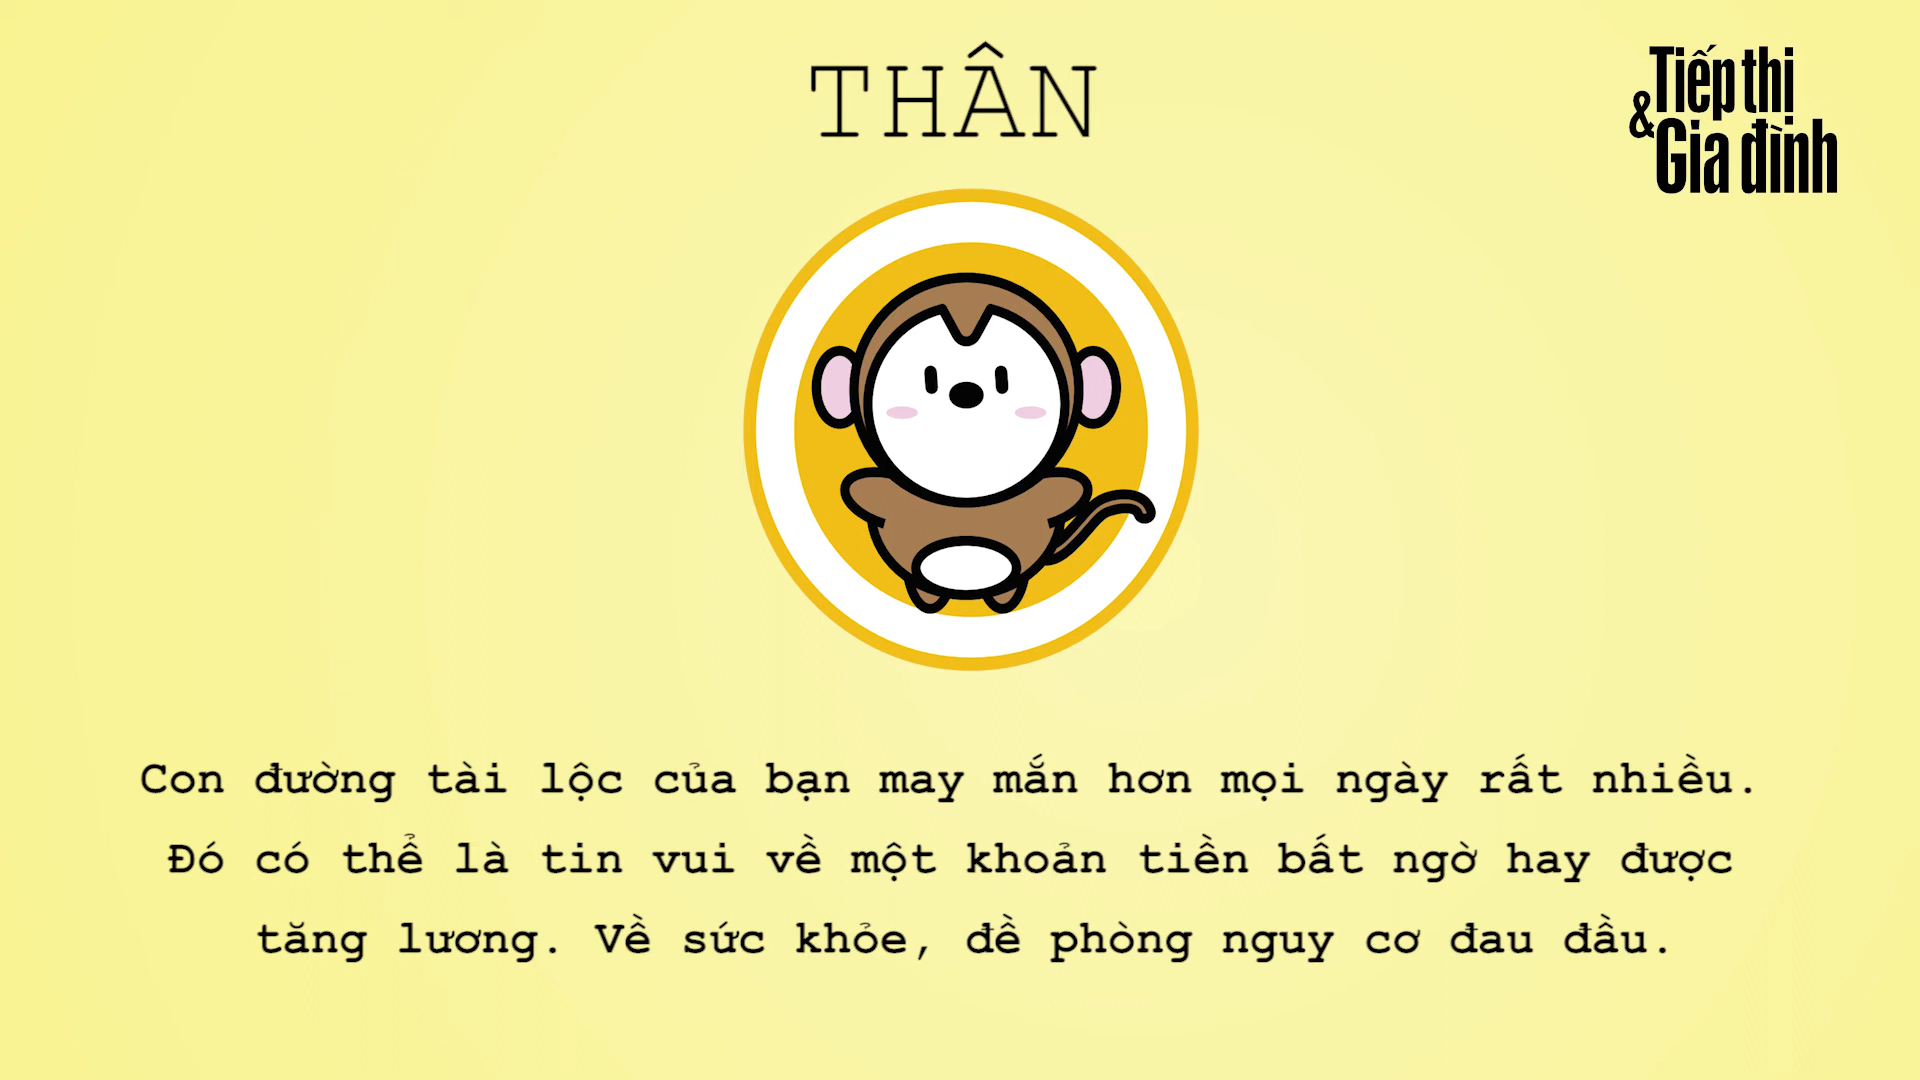 THÂN
Tiếp thị
& Gia đình
Con đường tài lộc của bạn may mắn hơn mọi ngày rất nhiều.
Đó có thể là tin vui về một khoản tiền bất ngờ hay được
tăng lương. Về sức khỏe, đề phòng nguy cơ đau đầu.